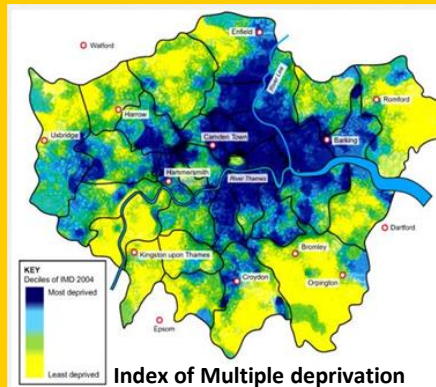 Watford
Enfield
River Lee
Harrow
Romford
Uxbridge
Camden Town
Barking
Hammersmith
River Thames
Dartford
Kingston upon Thames
Bromley
Croydon
Orpington
Epsom
KEY
Deciles of IMD 2004
Most deprived
Least deprived
Index of Multiple deprivation